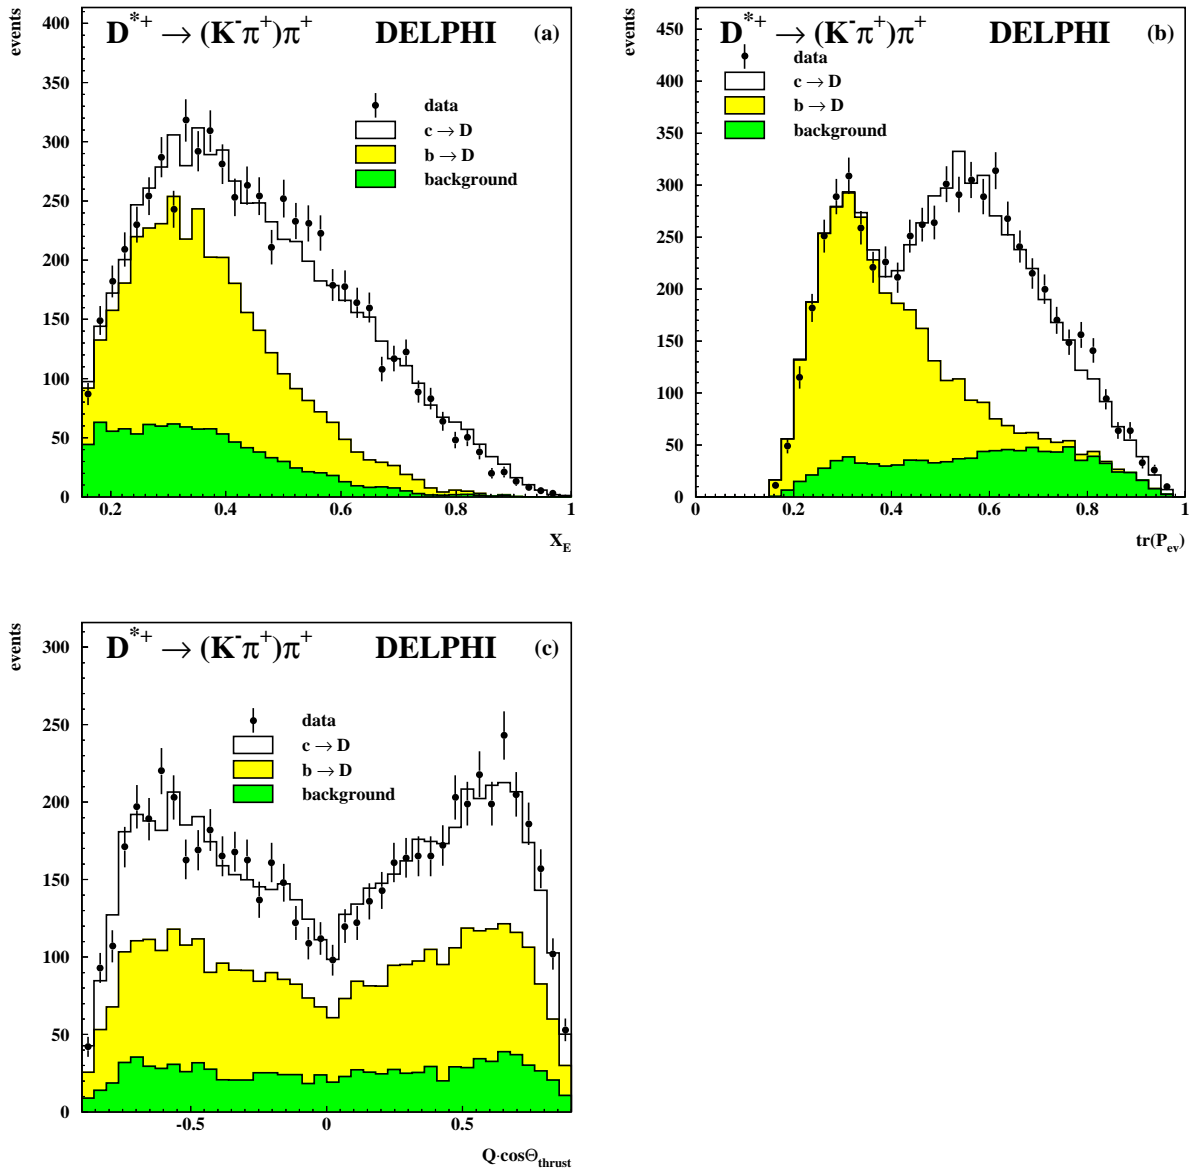 events
D*+ → (K-π+)π+ DELPHI (a)
data
c → D
b → D
background
400
350
300
250
200
150
100
50
0
0.2 0.4 0.6 0.8 1
X_E
events
D*+ → (K-π+)π+ DELPHI (b)
data
c → D
b → D
background
450
400
350
300
250
200
150
100
50
0
0 0.2 0.4 0.6 0.8 1
tr(P_ev)
events
D*+ → (K-π+)π+ DELPHI (c)
data
c → D
b → D
background
300
250
200
150
100
50
0
-0.5 0 0.5
Q·cosΘ_thrust